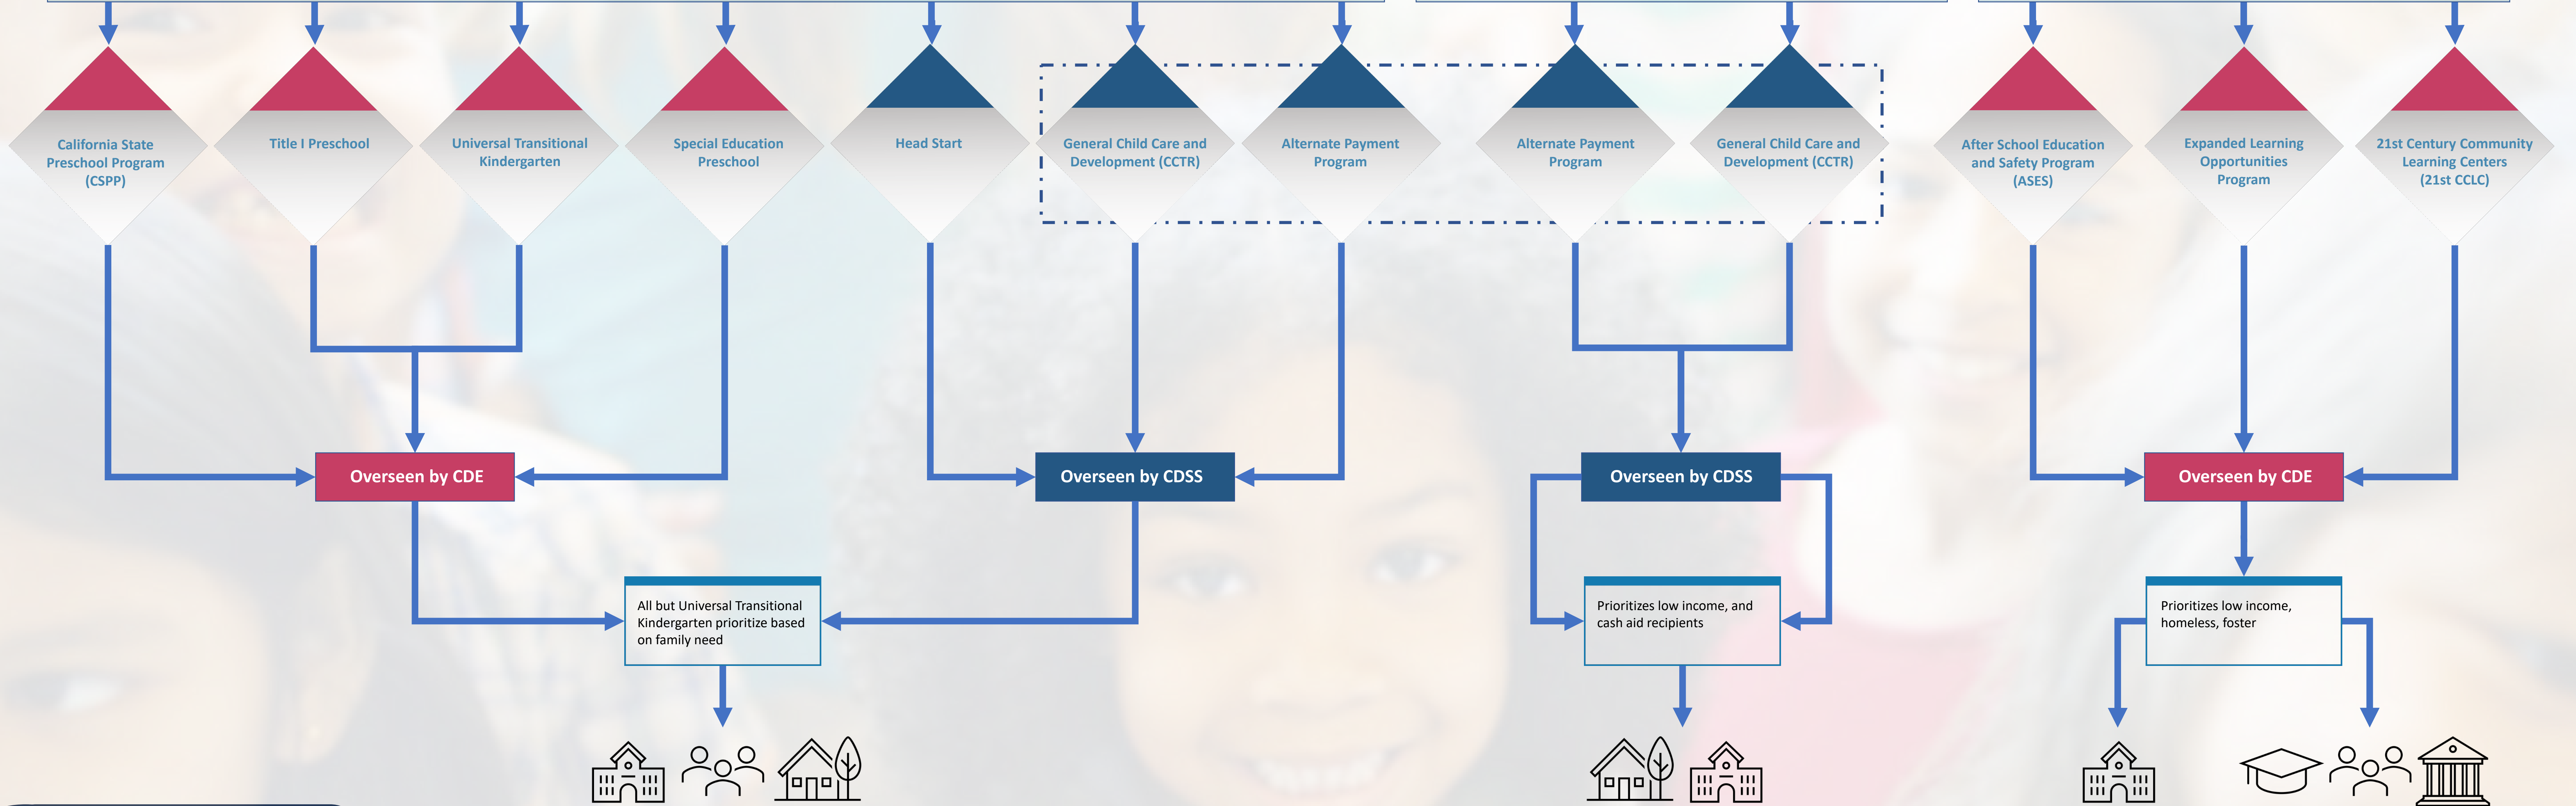 California State
Preschool Program
(CSPP)
Title I Preschool
Universal Transitional
Kindergarten
Special Education
Preschool
Head Start
General Child Care and
Development (CCTR)
Alternate Payment
Program
Alternate Payment
Program
General Child Care and
Development (CCTR)
After School Education
and Safety Program
(ASES)
Expanded Learning
Opportunities
Program
21st Century Community
Learning Centers
(21st CCLC)
Overseen by CDE
Overseen by CDSS
Overseen by CDSS
Overseen by CDE
All but Universal Transitional
Kindergarten prioritize based
on family need
Prioritizes low income, and
cash aid recipients
Prioritizes low income,
homeless, foster